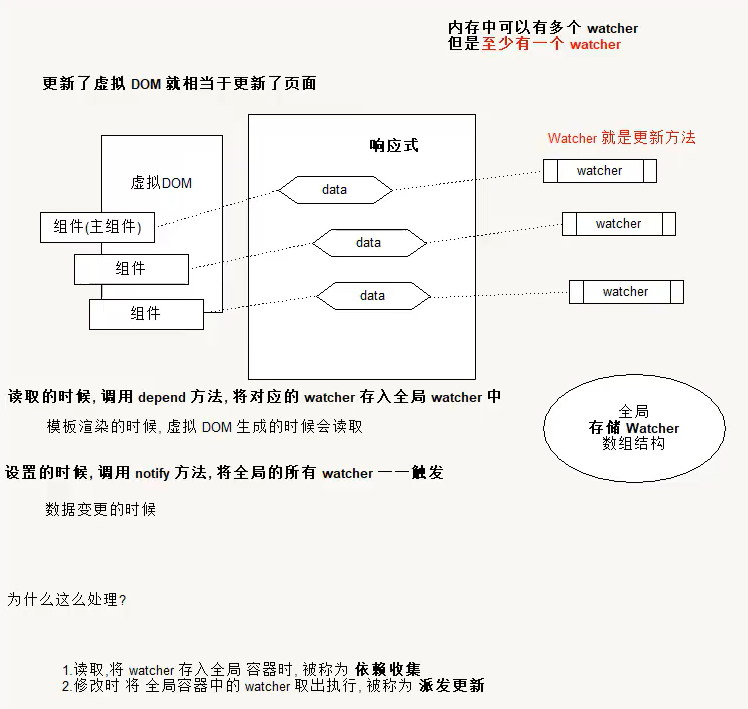 内存中可以有多个 watcher
但是至少有一个 watcher
更新了虚拟 DOM 就相当于更新了页面
响应式
Watcher 就是更新方法
虚拟DOM
data
watcher
组件(主组件)
data
watcher
组件
data
watcher
组件
读取的时候, 调用 depend 方法, 将对应的 watcher 存入全局 watcher 中
模板渲染的时候, 虚拟 DOM 生成的时候会读取
全局
存储 Watcher
数组结构
设置的时候, 调用 notify 方法, 将全局的所有 watcher 一一触发
数据变更的时候
为什么这么处理?
1.读取,将 watcher 存入全局 容器时, 被称为 依赖收集
2.修改时 将 全局容器中的 watcher 取出执行, 被称为 派发更新